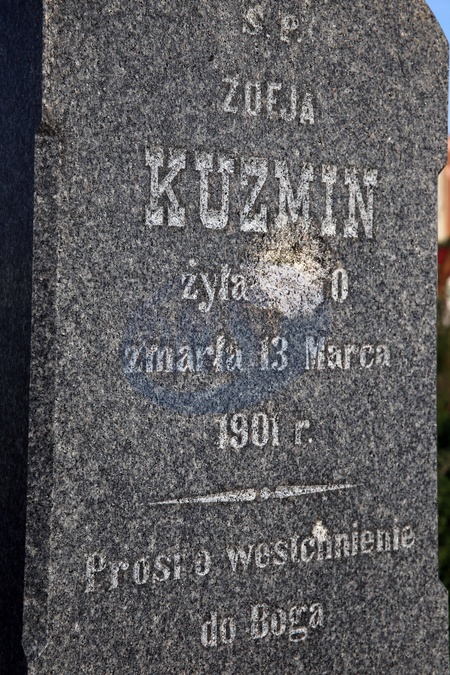 Ś. P.
ZOFJA
KUZMIN
żyła
zmarła 13 Marca
1901 r.
Prosi o westchnienie
do Boga